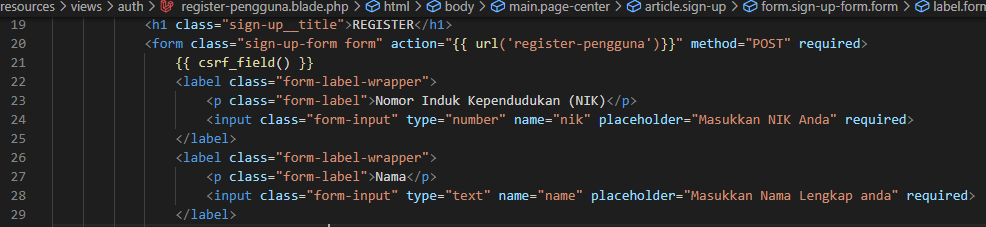 resources > views > auth > register-pengguna.blade.php > html > body > main.page-center > article.sign-up > form.sign-up-form.form > label.form
19 <h1 class="sign-up__title">REGISTER</h1>
20 <form class="sign-up-form form" action="{{ url('register-pengguna')}}" method="POST" required>
21 {{ csrf_field() }}
22 <label class="form-label-wrapper">
23 <p class="form-label">Nomor Induk Kependudukan (NIK)</p>
24 <input class="form-input" type="number" name="nik" placeholder="Masukkan NIK Anda" required>
25 </label>
26 <label class="form-label-wrapper">
27 <p class="form-label">Nama</p>
28 <input class="form-input" type="text" name="name" placeholder="Masukkan Nama Lengkap anda" required>
29 </label>